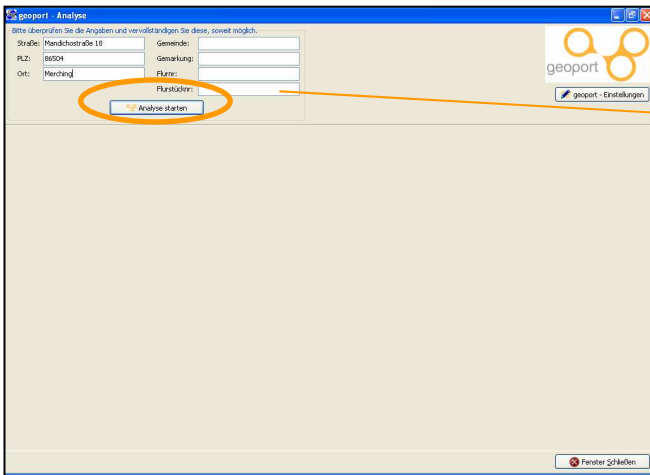 geoport - Analyse
Bitte überprüfen Sie die Angaben und vervollständigen Sie diese, soweit möglich.
Straße: Mandichostraße 18 Gemeinde:
PLZ: 86504 Gemarkung:
Ort: Merching Flurnr:
Flurstücknr:
Analyse starten
geoport
geoport - Einstellungen
Fenster Schließen